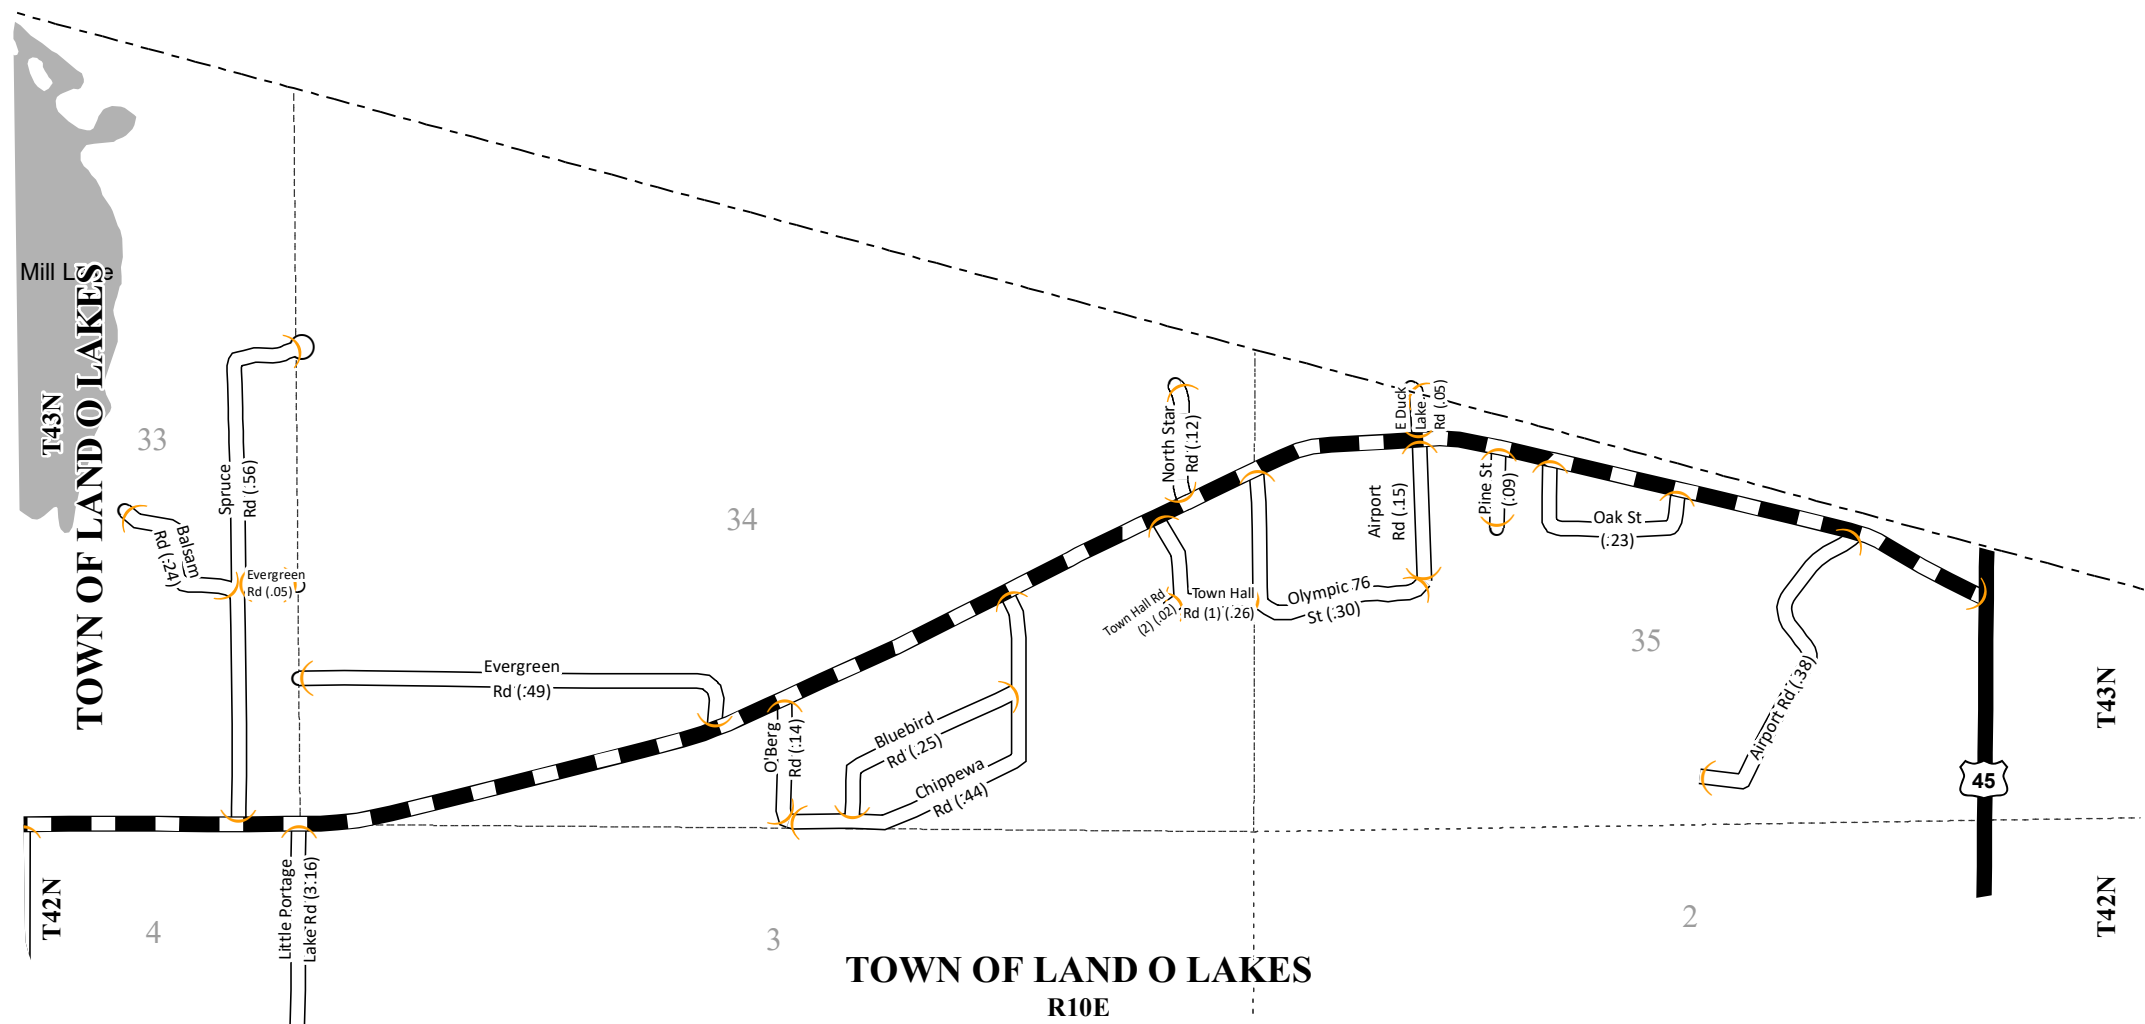 Mill Lake
TOWN OF LAND O LAKES
T43N
33
Spruce
Rd (.56)
Balsam
Rd (.24)
Evergreen
Rd (.05)
34
North Star
Rd (.12)
E Duck
Lake
Rd (.05)
Airport
Rd (.15)
Pine St
(.09)
Oak St
(.23)
Town Hall Rd
(2) (.02)
Town Hall
Rd (1) (.26)
Olympic 76
St (.30)
35
Evergreen
Rd (.49)
O'Berg
Rd (.14)
Bluebird
Rd (.25)
Chippewa
Rd (.44)
Airport Rd (.38)
T43N
45
T42N
4
Little Portage
Lake Rd (3.16)
3
2
T42N
TOWN OF LAND O LAKES
R10E